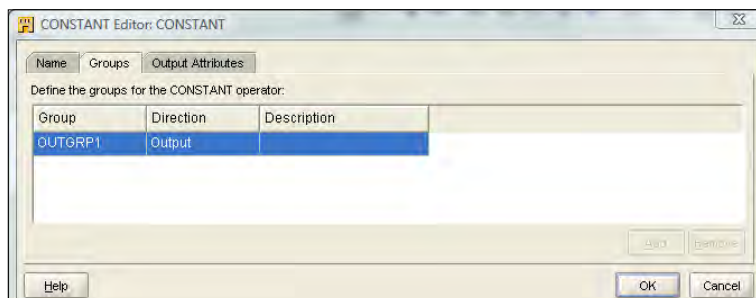 CONSTANT Editor: CONSTANT
Name Groups Output Attributes
Define the groups for the CONSTANT operator:
Group Direction Description
OUTGRP1 Output
Add Remove
Help OK Cancel